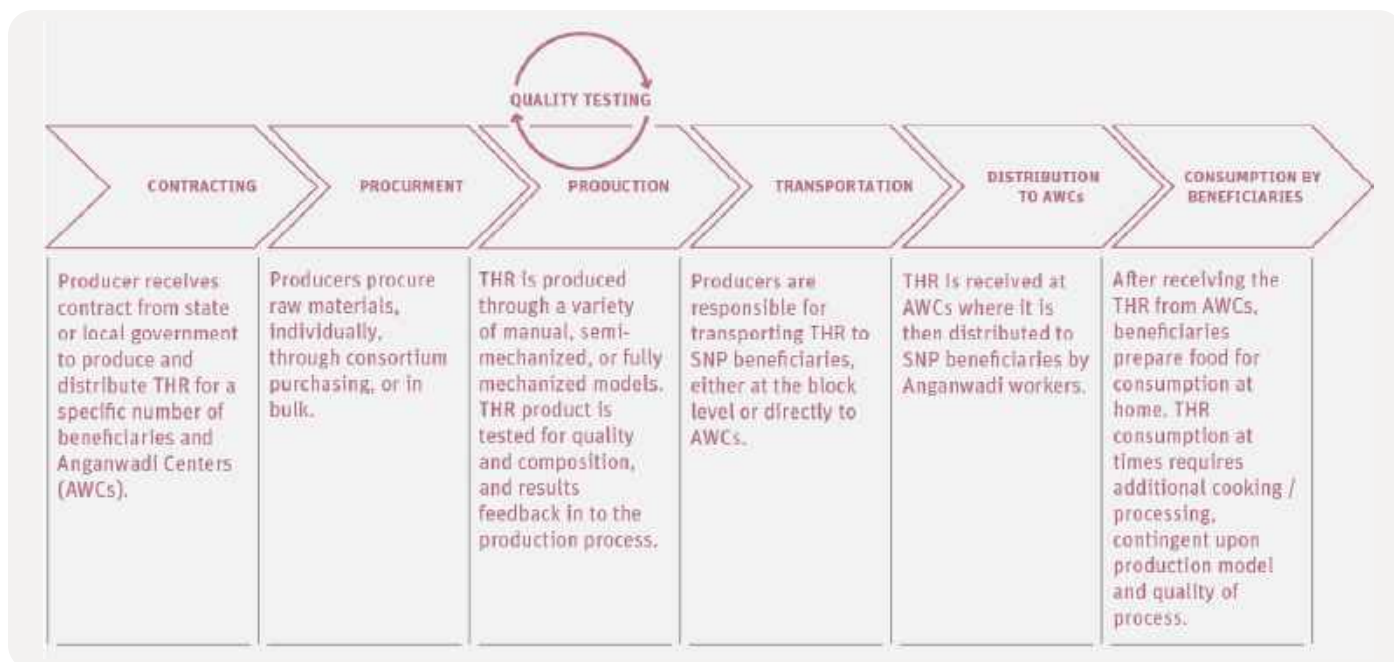 QUALITY TESTING
CONTRACTING
PROCURMENT
PRODUCTION
TRANSPORTATION
DISTRIBUTION
TO AWCs
CONSUMPTION BY
BENEFICIARIES
Producer receives
contract from state
or local government
to produce and
distribute THR for a
specific number of
beneficiaries and
Anganwadi Centers
(AWCs).
Producers procure
raw materials,
individually,
through consortium
purchasing, or in
bulk.
THR is produced
through a variety
of manual, semi-
mechanized, or fully
mechanized models.
THR product is
tested for quality
and composition,
and results
feedback in to the
production process.
Producers are
responsible for
transporting THR to
SNP beneficiaries,
either at the block
level or directly to
AWCs.
THR is received at
AWCs where it is
then distributed to
SNP beneficiaries by
Anganwadi workers.
After receiving the
THR from AWCs,
beneficiaries
prepare food for
consumption at
home. THR
consumption at
times requires
additional cooking /
processing,
contingent upon
production model
and quality of
process.